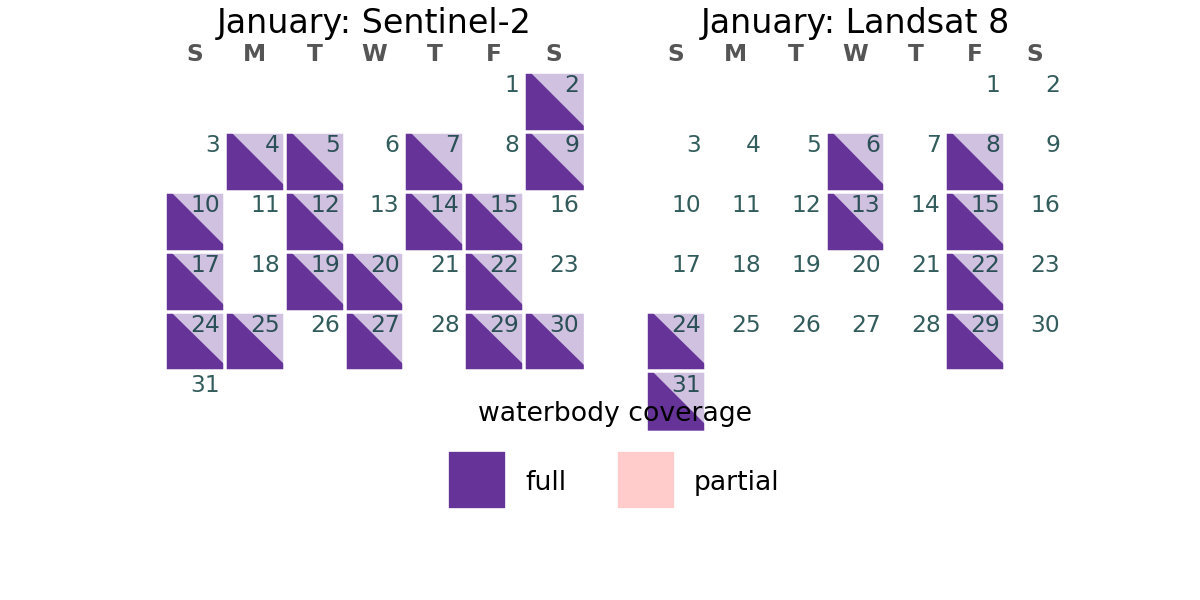 January: Sentinel-2
S M T W T F S
1 2
3 4 5 6 7 8 9
10 11 12 13 14 15 16
17 18 19 20 21 22 23
24 25 26 27 28 29 30
31
January: Landsat 8
S M T W T F S
1 2
3 4 5 6 7 8 9
10 11 12 13 14 15 16
17 18 19 20 21 22 23
24 25 26 27 28 29 30
31
waterbody coverage
full
partial